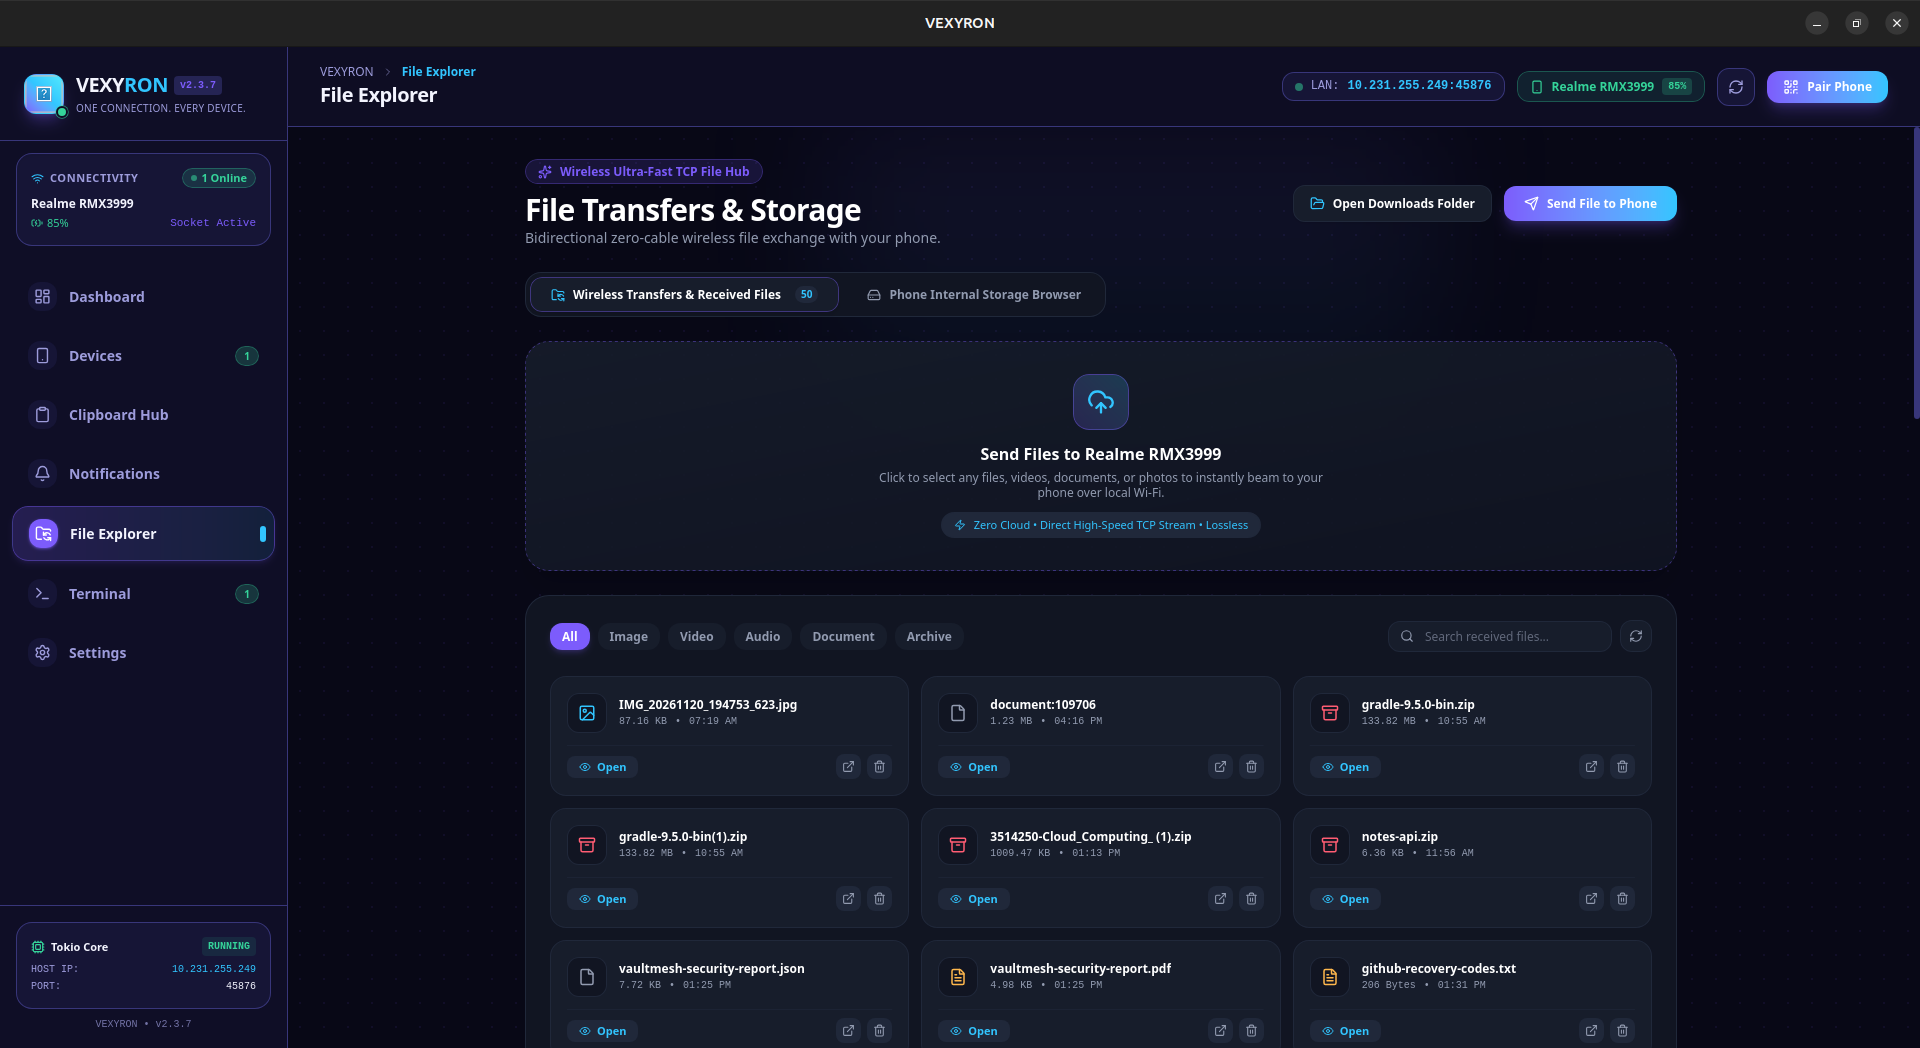 VEXYRON
VEXYRON v2.3.7
ONE CONNECTION. EVERY DEVICE.
VEXYRON > File Explorer
File Explorer
LAN: 10.231.255.249:45876
Realme RMX3999 85%
Pair Phone
CONNECTIVITY
1 Online
Realme RMX3999
85%
Socket Active
Dashboard
Devices 1
Clipboard Hub
Notifications
File Explorer
Terminal 1
Settings
Tokio Core RUNNING
HOST IP: 10.231.255.249
PORT: 45876
VEXYRON • v2.3.7
Wireless Ultra-Fast TCP File Hub
File Transfers & Storage
Bidirectional zero-cable wireless file exchange with your phone.
Open Downloads Folder
Send File to Phone
Wireless Transfers & Received Files 50
Phone Internal Storage Browser
Send Files to Realme RMX3999
Click to select any files, videos, documents, or photos to instantly beam to your
phone over local Wi-Fi.
Zero Cloud • Direct High-Speed TCP Stream • Lossless
All Image Video Audio Document Archive
Search received files...
IMG_20261120_194753_623.jpg
87.16 KB • 07:19 AM
Open
document:109706
1.23 MB • 04:16 PM
Open
gradle-9.5.0-bin.zip
133.82 MB • 10:55 AM
Open
gradle-9.5.0-bin(1).zip
133.82 MB • 10:55 AM
Open
3514250-Cloud_Computing_ (1).zip
1009.47 KB • 01:13 PM
Open
notes-api.zip
6.36 KB • 11:56 AM
Open
vaultmesh-security-report.json
7.72 KB • 01:25 PM
Open
vaultmesh-security-report.pdf
4.98 KB • 01:25 PM
Open
github-recovery-codes.txt
206 Bytes • 01:31 PM
Open